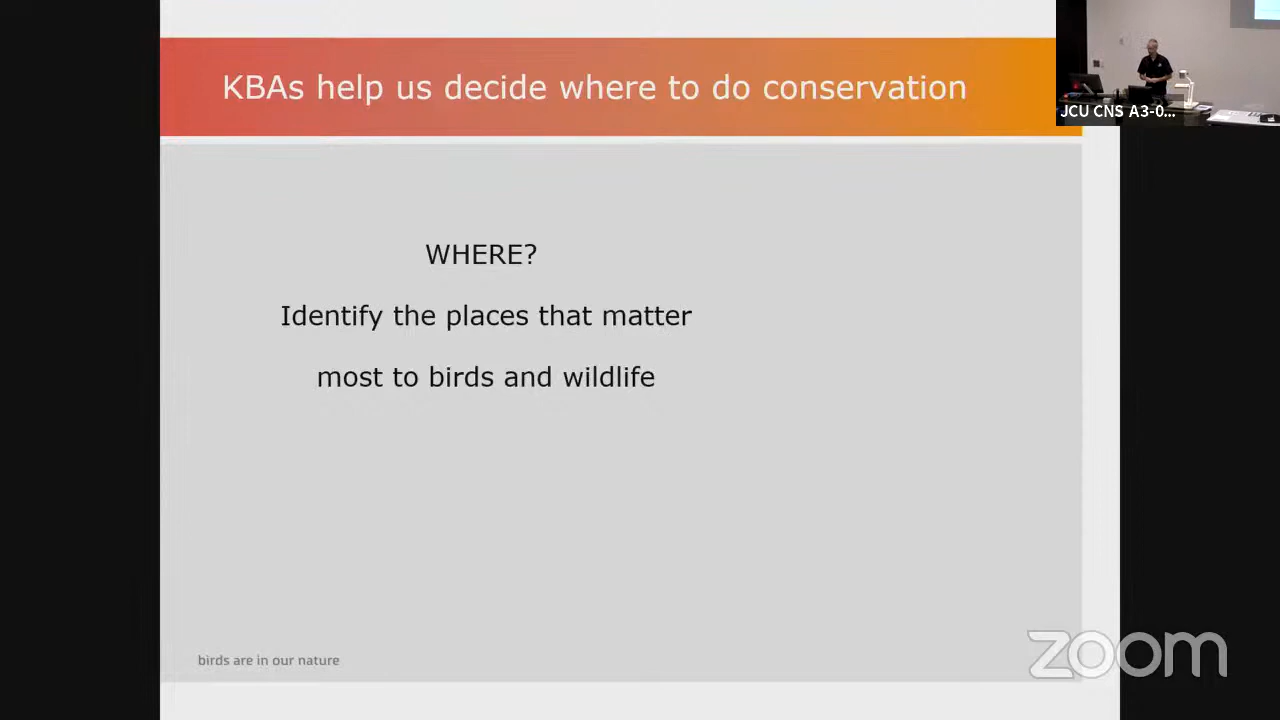 KBAs help us decide where to do conservation
JCU CNS A3-0...
WHERE?
Identify the places that matter
most to birds and wildlife
birds are in our nature
zoom